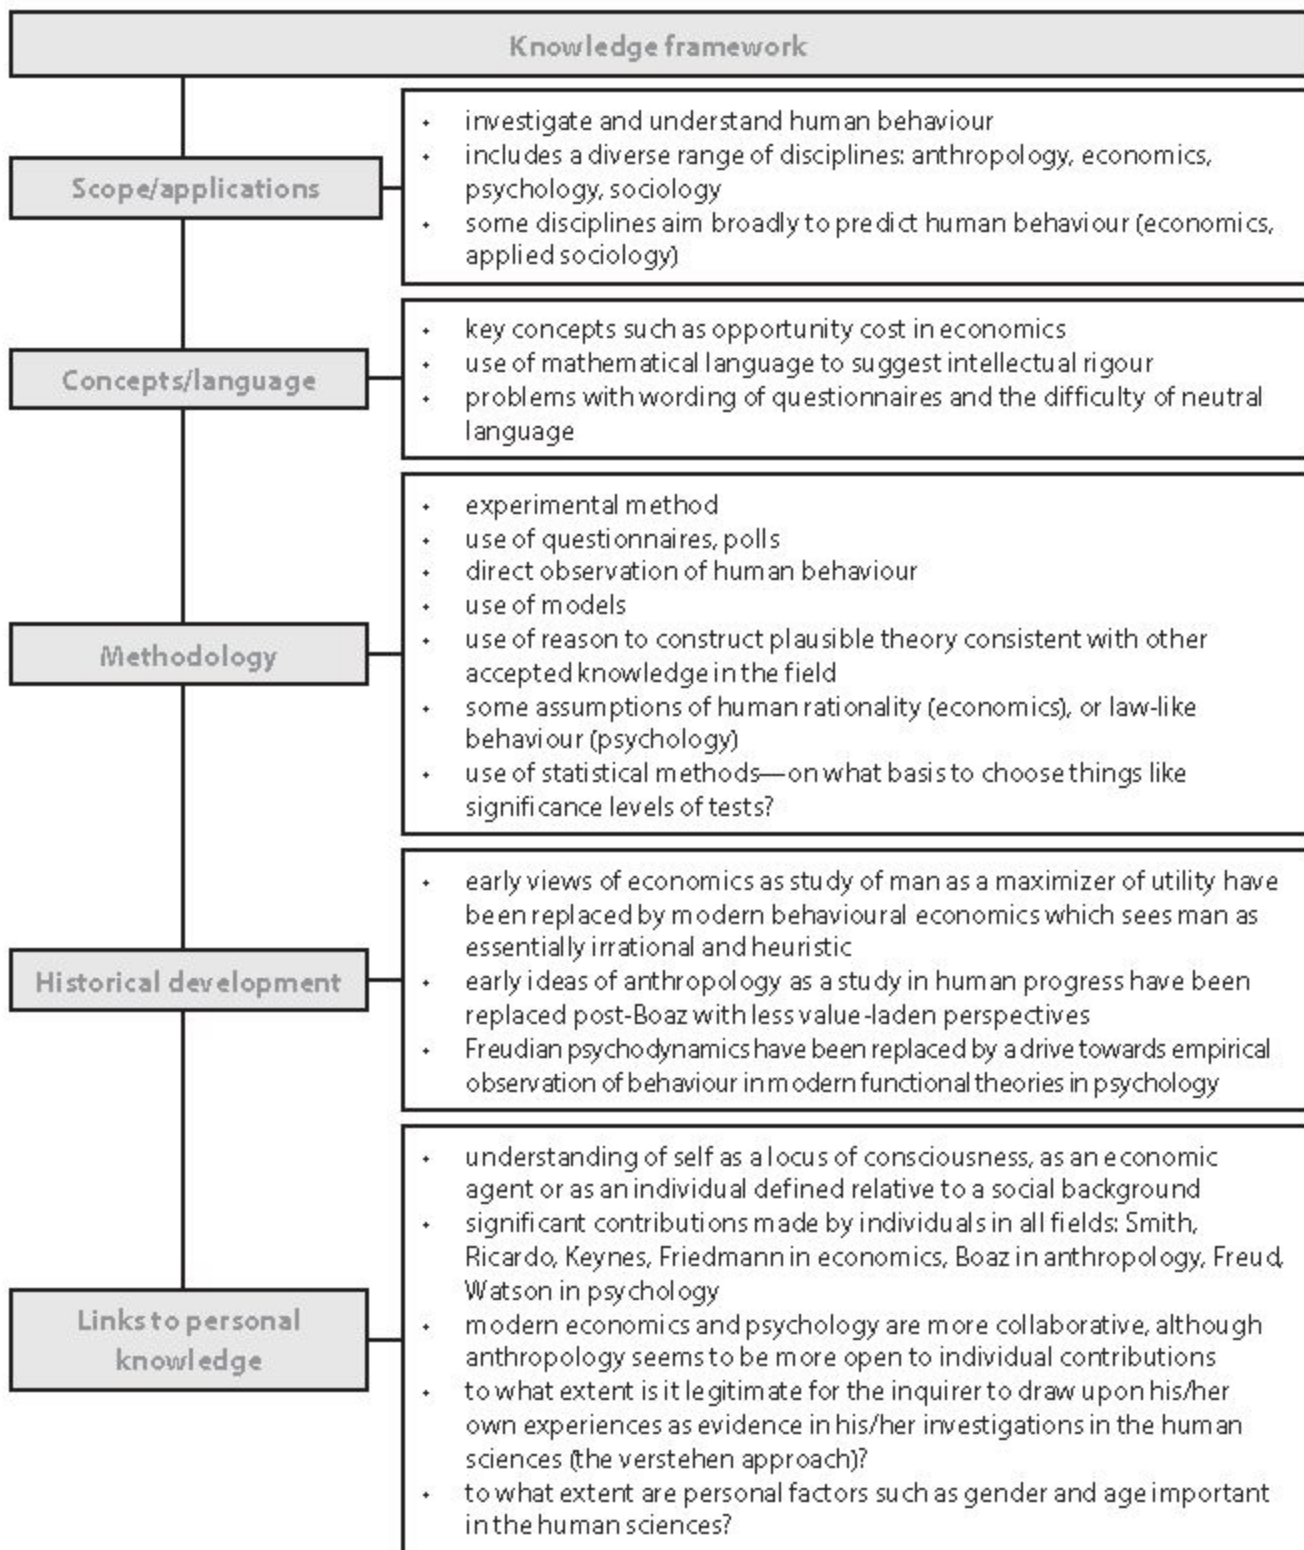 Knowledge framework
Scope/applications
• investigate and understand human behaviour
• includes a diverse range of disciplines: anthropology, economics,
psychology, sociology
• some disciplines aim broadly to predict human behaviour (economics,
applied sociology)
Concepts/language
• key concepts such as opportunity cost in economics
• use of mathematical language to suggest intellectual rigour
• problems with wording of questionnaires and the difficulty of neutral
language
Methodology
• experimental method
• use of questionnaires, polls
• direct observation of human behaviour
• use of models
• use of reason to construct plausible theory consistent with other
accepted knowledge in the field
• some assumptions of human rationality (economics), or law-like
behaviour (psychology)
• use of statistical methods—on what basis to choose things like
significance levels of tests?
Historical development
• early views of economics as study of man as a maximizer of utility have
been replaced by modern behavioural economics which sees man as
essentially irrational and heuristic
• early ideas of anthropology as a study in human progress have been
replaced post-Boaz with less value-laden perspectives
• Freudian psychodynamics have been replaced by a drive towards empirical
observation of behaviour in modern functional theories in psychology
Links to personal
knowledge
• understanding of self as a locus of consciousness, as an economic
agent or as an individual defined relative to a social background
• significant contributions made by individuals in all fields: Smith,
Ricardo, Keynes, Friedmann in economics, Boaz in anthropology, Freud,
Watson in psychology
• modern economics and psychology are more collaborative, although
anthropology seems to be more open to individual contributions
• to what extent is it legitimate for the inquirer to draw upon his/her
own experiences as evidence in his/her investigations in the human
sciences (the verstehen approach)?
• to what extent are personal factors such as gender and age important
in the human sciences?